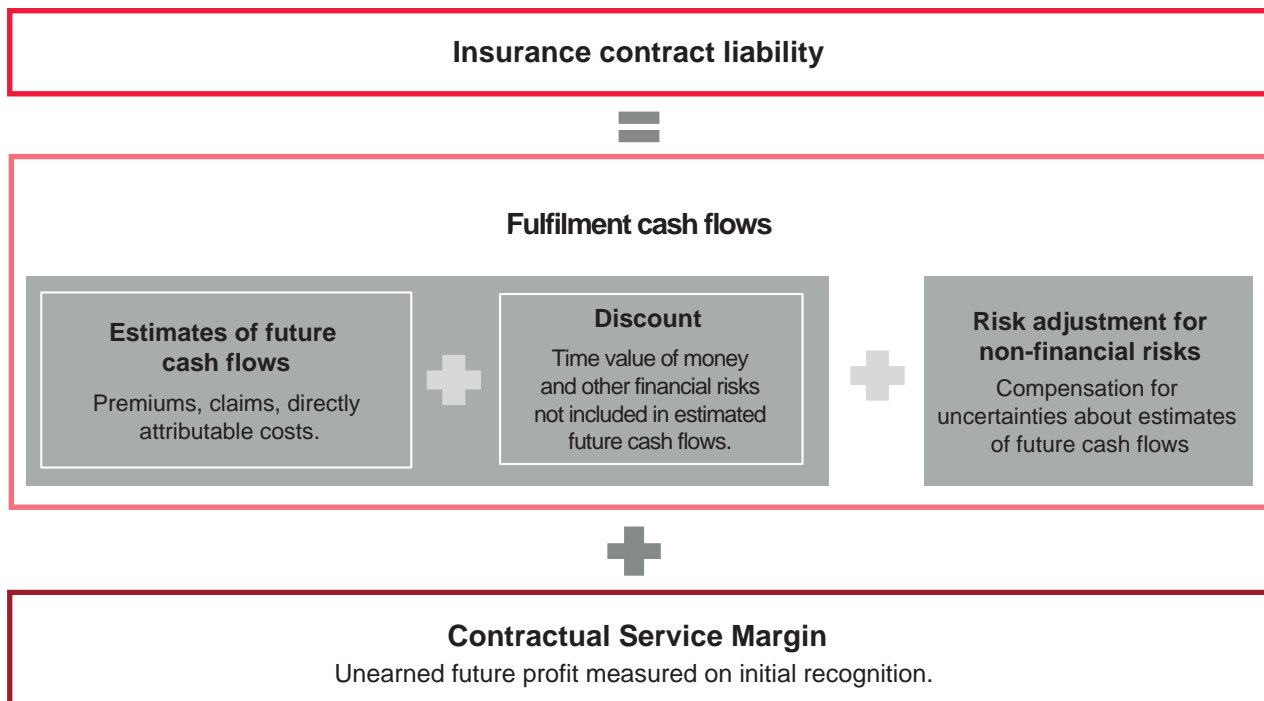 Insurance contract liability
Fulfilment cash flows
Estimates of future
cash flows
Premiums, claims, directly
attributable costs.
Discount
Time value of money
and other financial risks
not included in estimated
future cash flows.
Risk adjustment for
non-financial risks
Compensation for
uncertainties about estimates
of future cash flows
Contractual Service Margin
Unearned future profit measured on initial recognition.